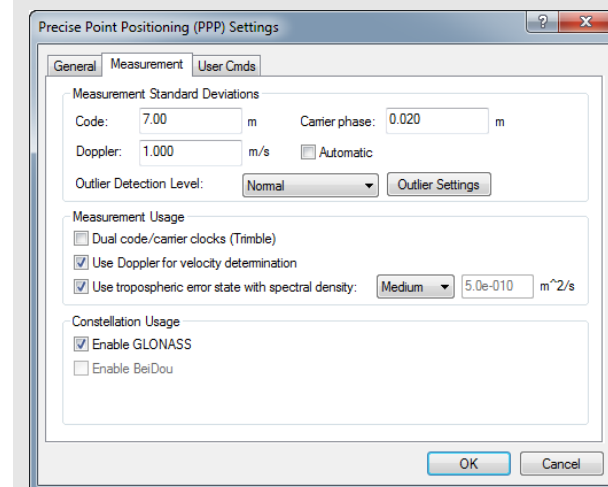 Precise Point Positioning (PPP) Settings
General Measurement User Cmds
Measurement Standard Deviations
Code: 7.00 m Carrier phase: 0.020 m
Doppler: 1.000 m/s Automatic
Outlier Detection Level: Normal Outlier Settings
Measurement Usage
Dual code/carrier clocks (Trimble)
Use Doppler for velocity determination
Use tropospheric error state with spectral density: Medium 5.0e-010 m^2/s
Constellation Usage
Enable GLONASS
Enable BeiDou
OK Cancel